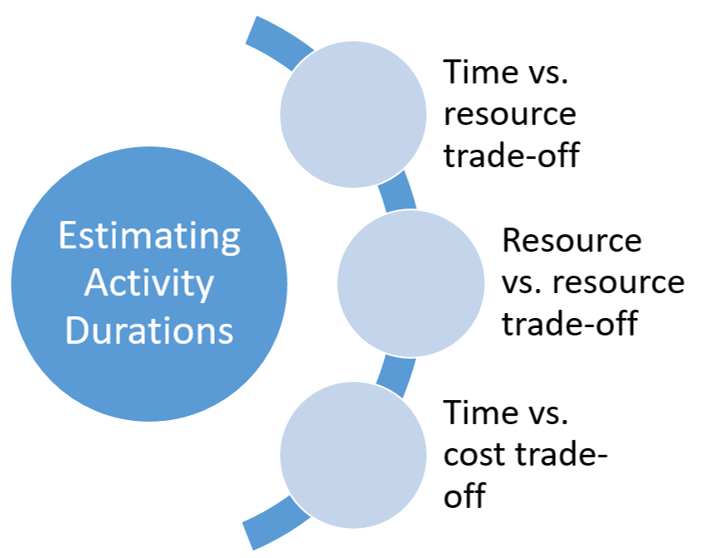 Estimating
Activity
Durations
Time vs.
resource
trade-off
Resource
vs. resource
trade-off
Time vs.
cost trade-
off